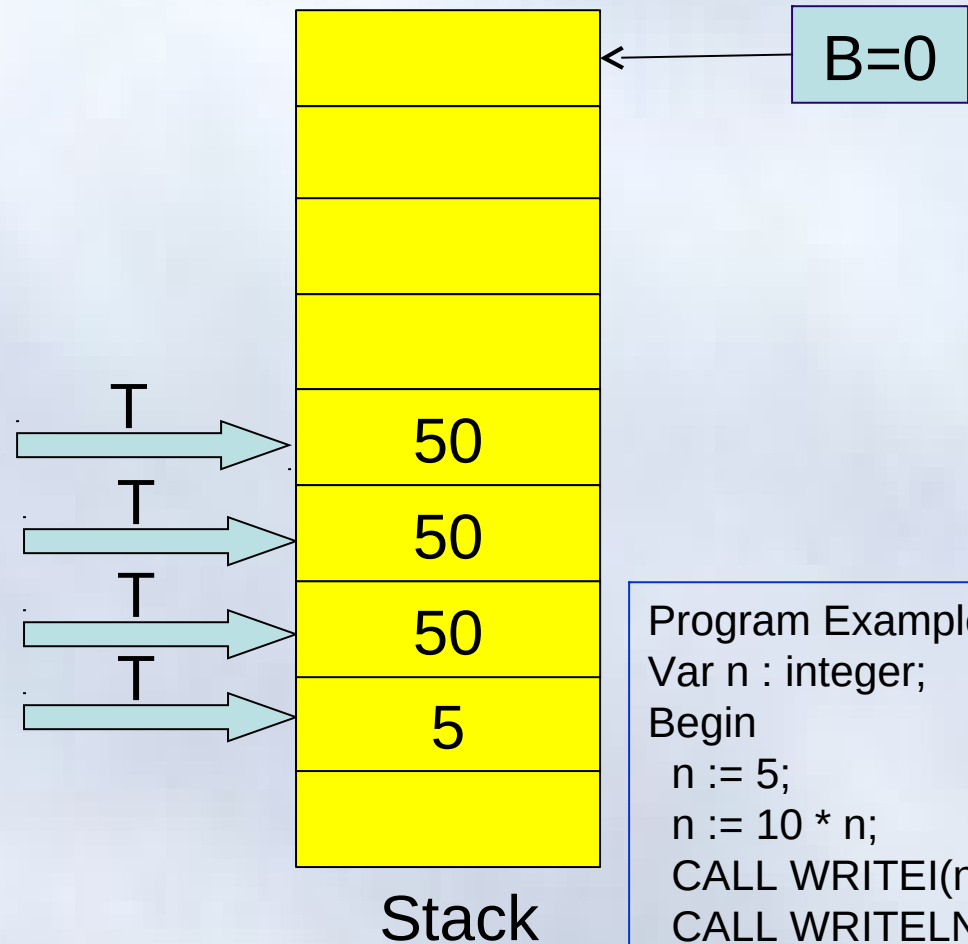 B=0
T
50
T
50
T
50
T
5
Program Example
Var n : integer;
Begin
n := 5;
n := 10 * n;
CALL WRITEI(n
CALL WRITELN
Stack